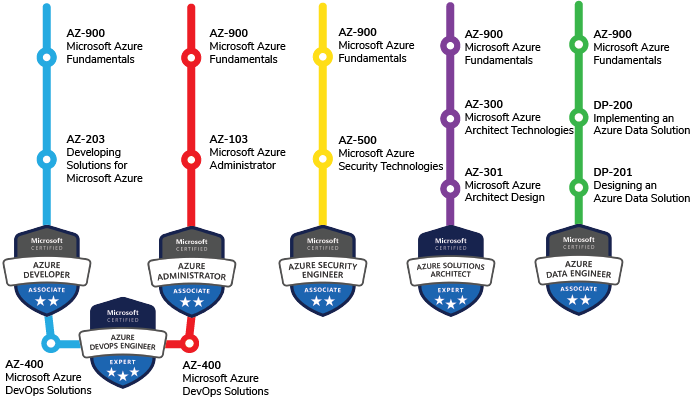 AZ-900
Microsoft Azure
Fundamentals
AZ-203
Developing
Solutions for
Microsoft Azure
Microsoft
CERTIFIED
AZURE
DEVELOPER
ASSOCIATE
AZ-400
Microsoft Azure
DevOps Solutions
AZ-900
Microsoft Azure
Fundamentals
AZ-103
Microsoft Azure
Administrator
Microsoft
CERTIFIED
AZURE
ADMINISTRATOR
ASSOCIATE
AZ-400
Microsoft Azure
DevOps Solutions
Microsoft
CERTIFIED
AZURE
DEVOPS ENGINEER
EXPERT
AZ-900
Microsoft Azure
Fundamentals
AZ-500
Microsoft Azure
Security Technologies
Microsoft
CERTIFIED
AZURE SECURITY
ENGINEER
ASSOCIATE
AZ-900
Microsoft Azure
Fundamentals
AZ-300
Microsoft Azure
Architect Technologies
AZ-301
Microsoft Azure
Architect Design
Microsoft
CERTIFIED
AZURE SOLUTIONS
ARCHITECT
EXPERT
AZ-900
Microsoft Azure
Fundamentals
DP-200
Implementing an
Azure Data Solution
DP-201
Designing an
Azure Data Solution
Microsoft
CERTIFIED
AZURE
DATA ENGINEER
ASSOCIATE